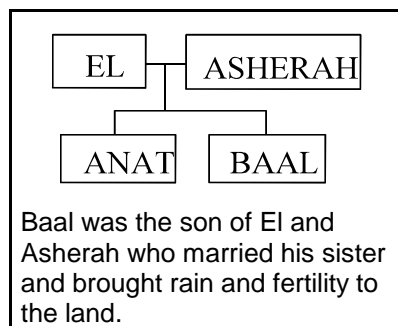 EL ASHERAH
ANAT BAAL
Baal was the son of El and
Asherah who married his sister
and brought rain and fertility to
the land.